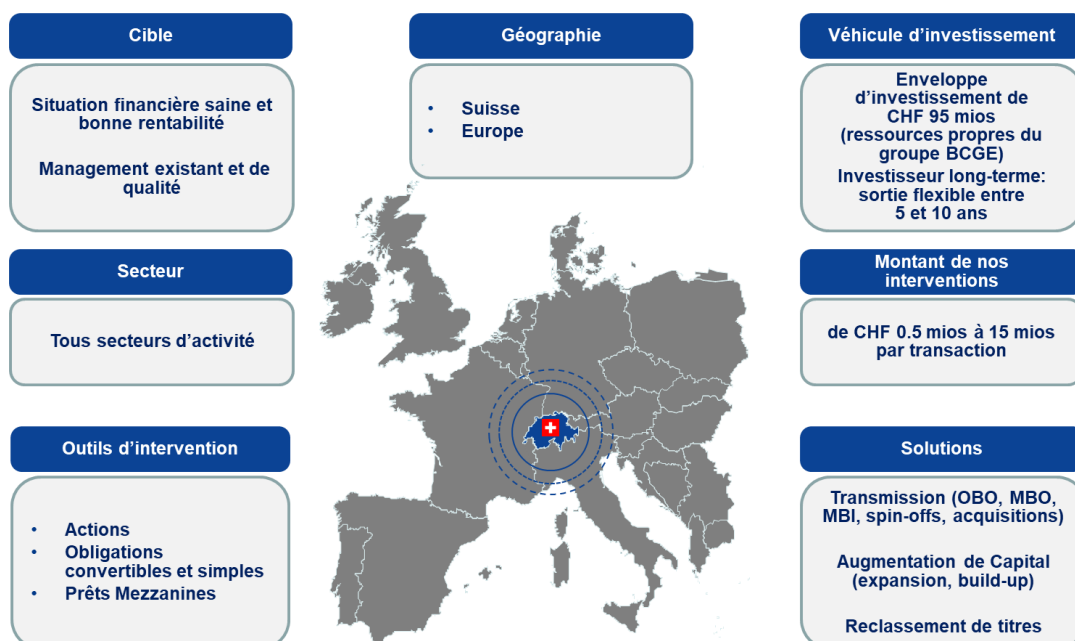 Cible
Situation financière saine et
bonne rentabilité
Management existant et de
qualité
Géographie
• Suisse
• Europe
Véhicule d'investissement
Enveloppe
d'investissement de
CHF 95 mios
(ressources propres du
groupe BCGE)
Investisseur long-terme:
sortie flexible entre
5 et 10 ans
Secteur
Tous secteurs d'activité
Montant de nos
interventions
de CHF 0.5 mios à 15 mios
par transaction
Outils d'intervention
• Actions
• Obligations
convertibles et simples
• Prêts Mezzanines
Solutions
Transmission (OBO, MBO,
MBI, spin-offs, acquisitions)
Augmentation de Capital
(expansion, build-up)
Reclassement de titres